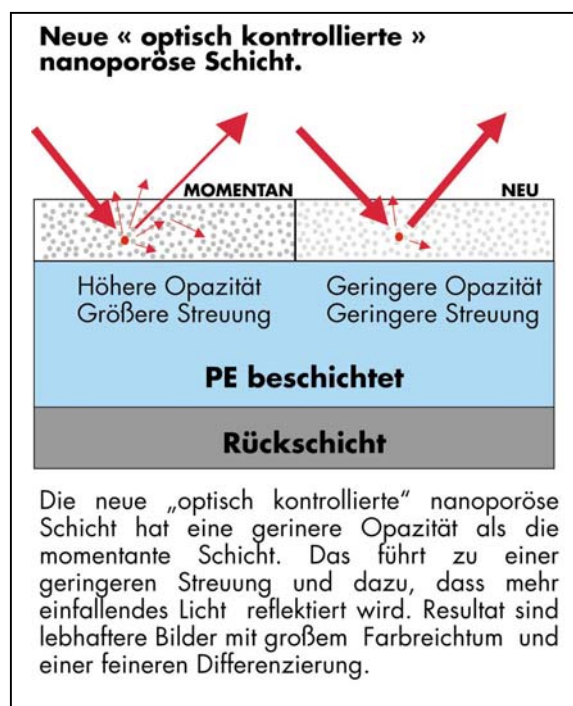 Neue « optisch kontrollierte »
nanoporöse Schicht.
MOMENTAN
NEU
Höhere Opazität
Größere Streuung
Geringere Opazität
Geringere Streuung
PE beschichtet
Rückschicht
Die neue „optisch kontrollierte“ nanoporöse
Schicht hat eine gerinere Opazität als die
momentante Schicht. Das führt zu einer
geringeren Streuung und dazu, dass mehr
einfallendes Licht reflektiert wird. Resultat sind
lebhaftere Bilder mit großem Farbreichtum und
einer feineren Differenzierung.